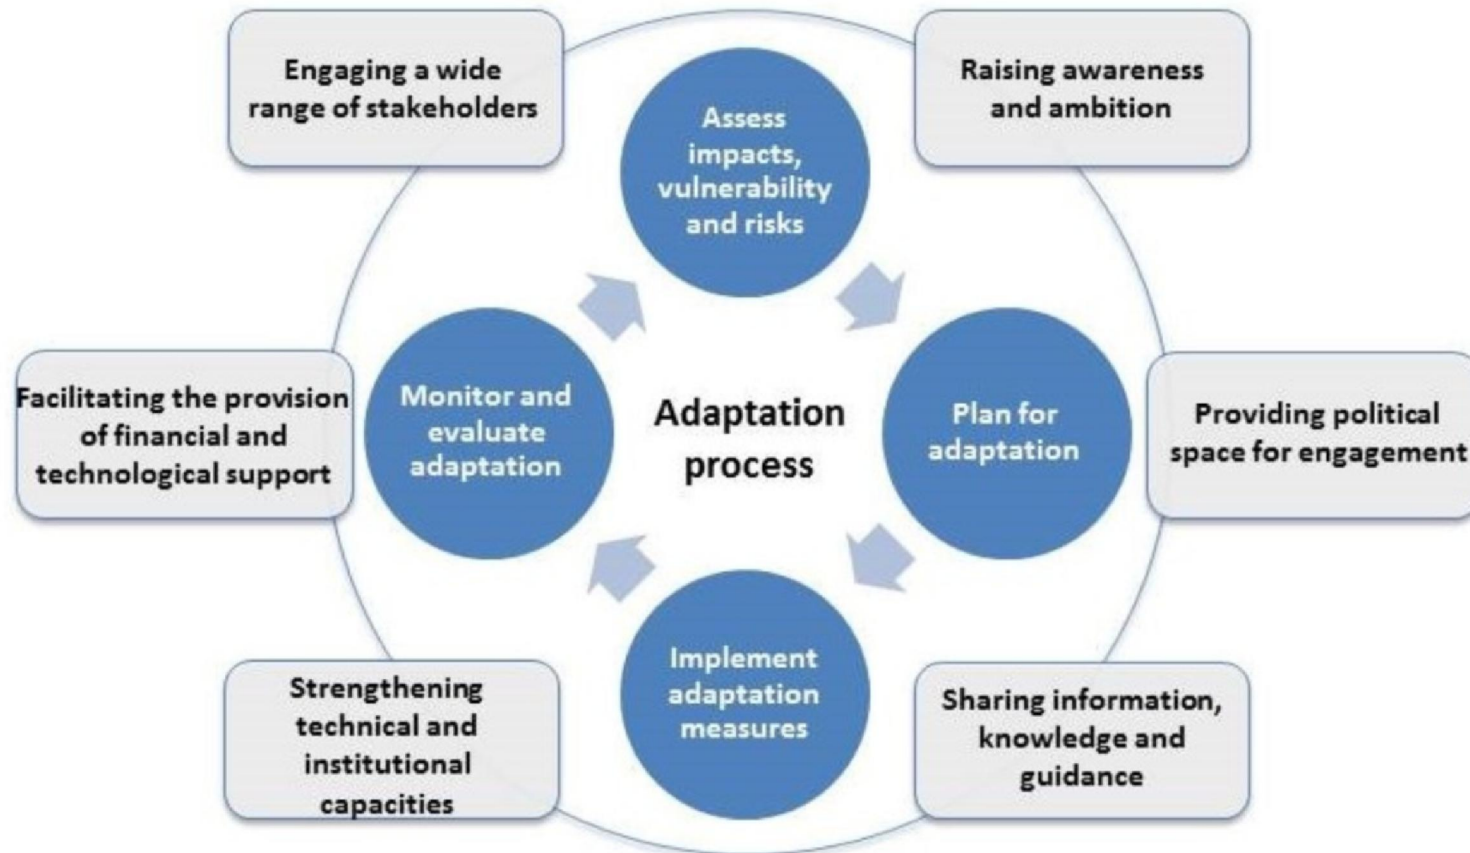 Engaging a wide
range of stakeholders
Raising awareness
and ambition
Assess
impacts,
vulnerability
and risks
Facilitating the provision
of financial and
technological support
Monitor and
evaluate
adaptation
Adaptation
process
Plan for
adaptation
Providing political
space for engagement
Strengthening
technical and
institutional
capacities
Implement
adaptation
measures
Sharing information,
knowledge and
guidance